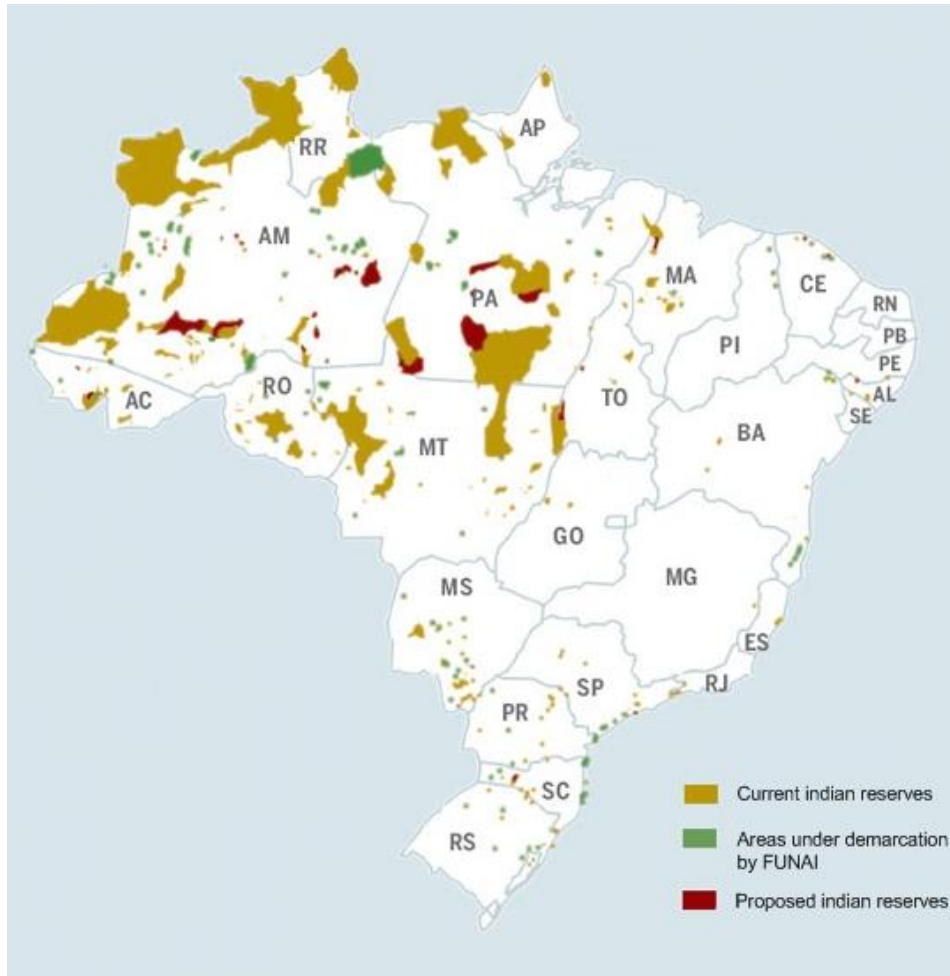 AP
RR
AM
MA
CE
RN
PA
PB
PI
PE
AL
SE
AC
RO
TO
BA
MT
GO
MG
MS
ES
RJ
SP
PR
SC
RS
Current indian reserves
Areas under demarcation
by FUNAI
Proposed indian reserves